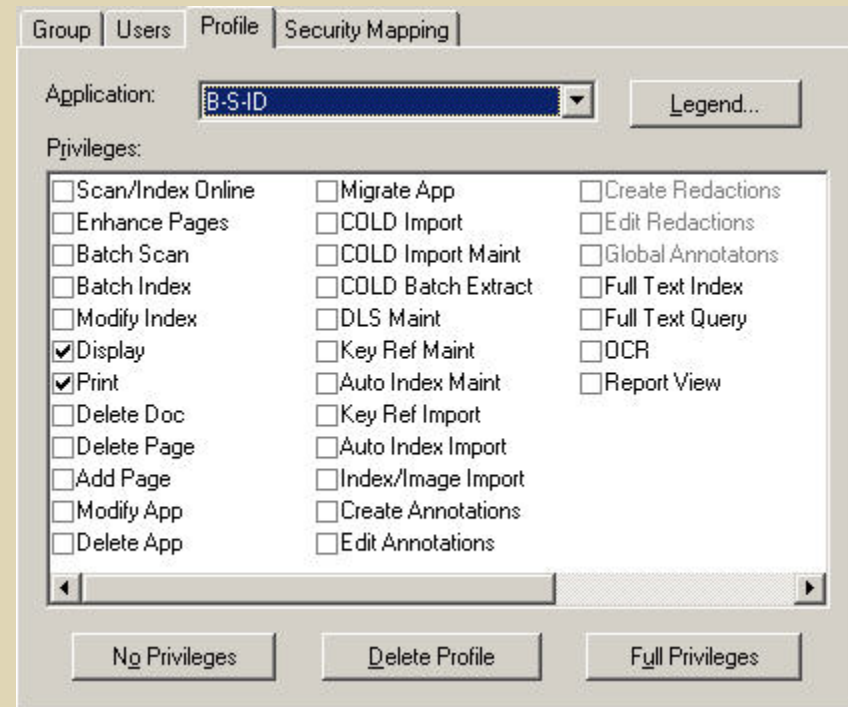 Group Users Profile Security Mapping
Application: B-S-ID Legend...
Privileges:
Scan/Index Online
Enhance Pages
Batch Scan
Batch Index
Modify Index
Display
Print
Delete Doc
Delete Page
Add Page
Modify App
Delete App
Migrate App
COLD Import
COLD Import Maint
COLD Batch Extract
DLS Maint
Key Ref Maint
Auto Index Maint
Key Ref Import
Auto Index Import
Index/Image Import
Create Annotations
Edit Annotations
Create Redactions
Edit Redactions
Global Annotatons
Full Text Index
Full Text Query
OCR
Report View
No Privileges Delete Profile Full Privileges